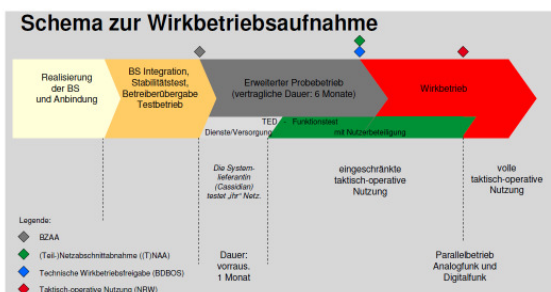 Schema zur Wirkbetriebsaufnahme
Realisierung
der BS
und Anbindung
BS Integration,
Stabilitätstest,
Betreiberübergabe
Testbetrieb
Erweiterter Probebetrieb
(vertragliche Dauer: 6 Monate)
Wirkbetrieb
TED - Funktionstest
Dienste/Versorgung
mit Nutzerbeteiligung
Die System-
lieferantin
(Cassidian)
testet „ihr“ Netz.
eingeschränkte
taktisch-operative
Nutzung
volle
taktisch-operative
Nutzung
Legende:
BZAA
(Teil-)Netzabschnittabnahme ((T)NAA)
Technische Wirkbetriebsfreigabe (BDBOS)
Taktisch-operative Nutzung (NRW)
Dauer:
vorraus.
1 Monat
Parallelbetrieb
Analogfunk und
Digitalfunk